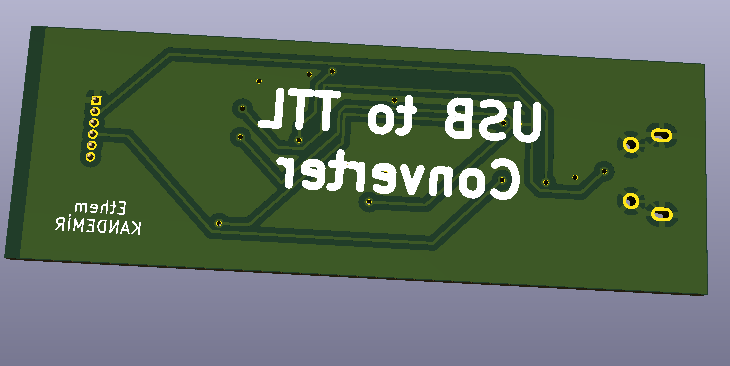 USB to TTL
Converter
Ethem
KANDEMİR